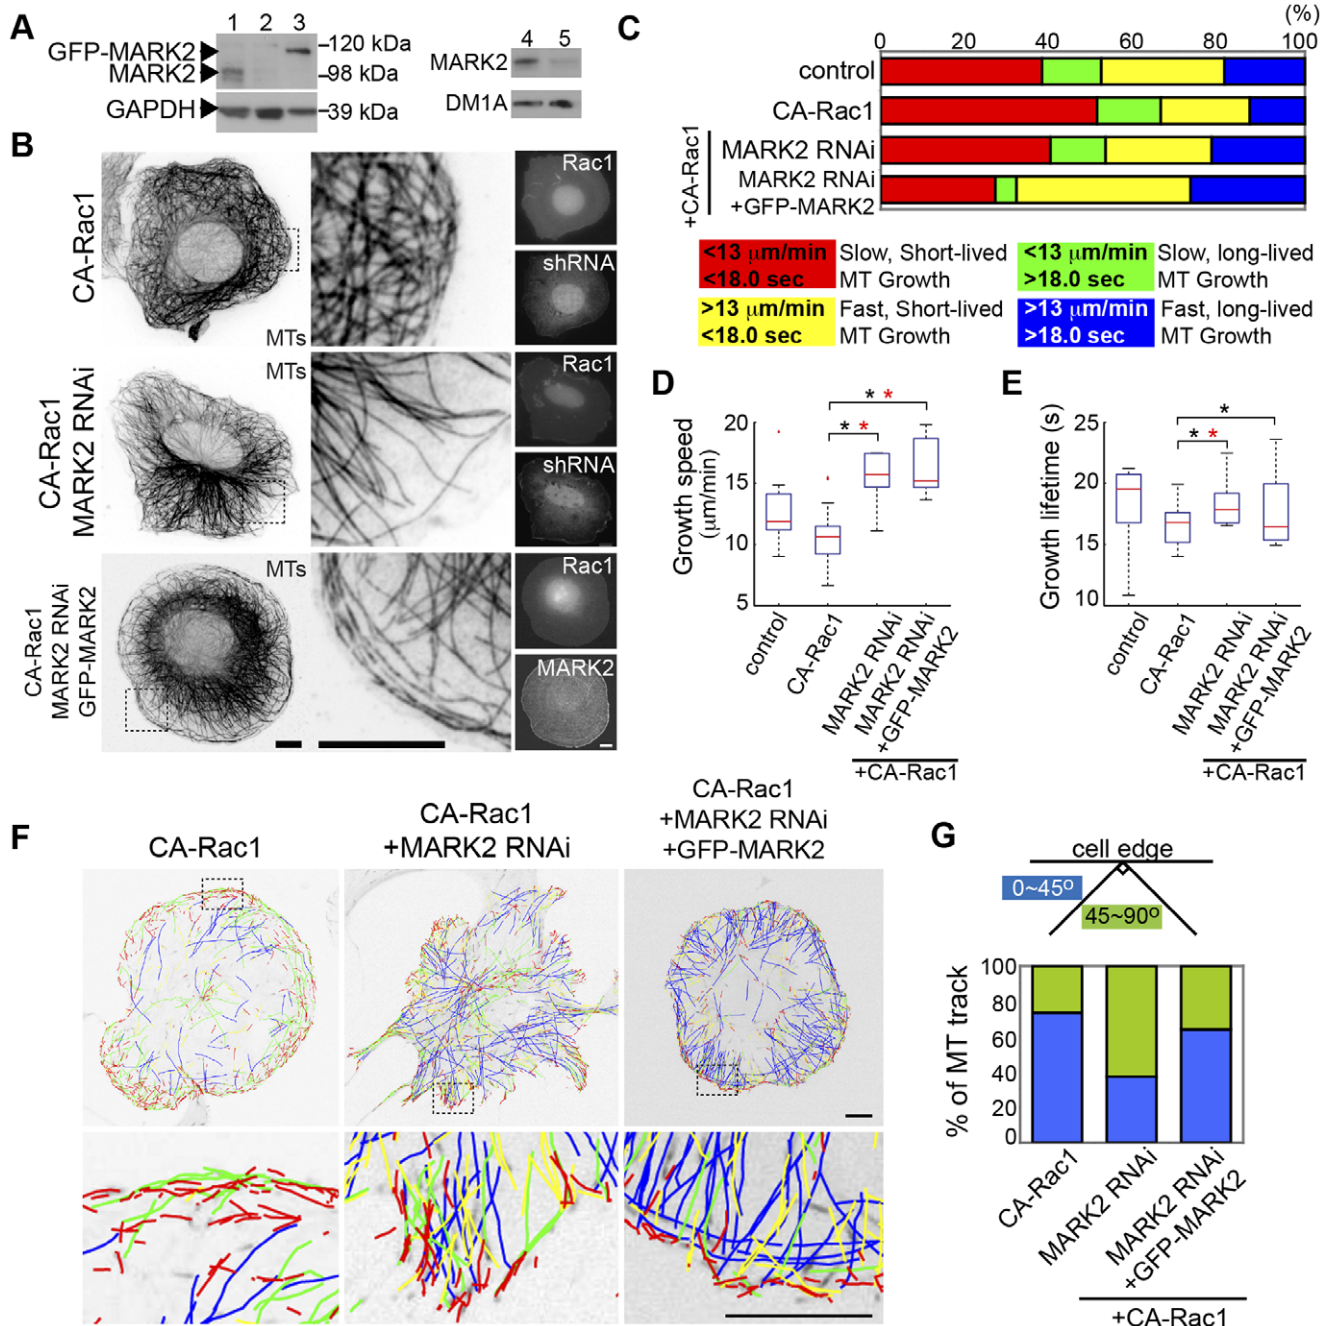 A
1 2 3
GFP-MARK2
MARK2
GAPDH
120 kDa
98 kDa
39 kDa
4 5
MARK2
DM1A
B
CA-Rac1
MTs
Rac1
shRNA
CA-Rac1
MARK2 RNAi
MTs
Rac1
shRNA
CA-Rac1
MARK2 RNAi
GFP-MARK2
MTs
Rac1
MARK2
C
(%)
0 20 40 60 80 100
control
CA-Rac1
+CA-Rac1
MARK2 RNAi
MARK2 RNAi
+GFP-MARK2
<13 µm/min Slow, Short-lived
<18.0 sec MT Growth
<13 µm/min Slow, long-lived
>18.0 sec MT Growth
>13 µm/min Fast, Short-lived
<18.0 sec MT Growth
>13 µm/min Fast, long-lived
>18.0 sec MT Growth
D
Growth speed
(µm/min)
20
15
10
5
* *
* *
control
CA-Rac1
MARK2 RNAi
MARK2 RNAi
+GFP-MARK2
+CA-Rac1
E
Growth lifetime (s)
25
20
15
10
*
* *
control
CA-Rac1
MARK2 RNAi
MARK2 RNAi
+GFP-MARK2
+CA-Rac1
F
CA-Rac1
CA-Rac1
+MARK2 RNAi
CA-Rac1
+MARK2 RNAi
+GFP-MARK2
G
cell edge
0~45º
45~90º
% of MT track
100
80
60
40
20
0
CA-Rac1
MARK2 RNAi
MARK2 RNAi
+GFP-MARK2
+CA-Rac1